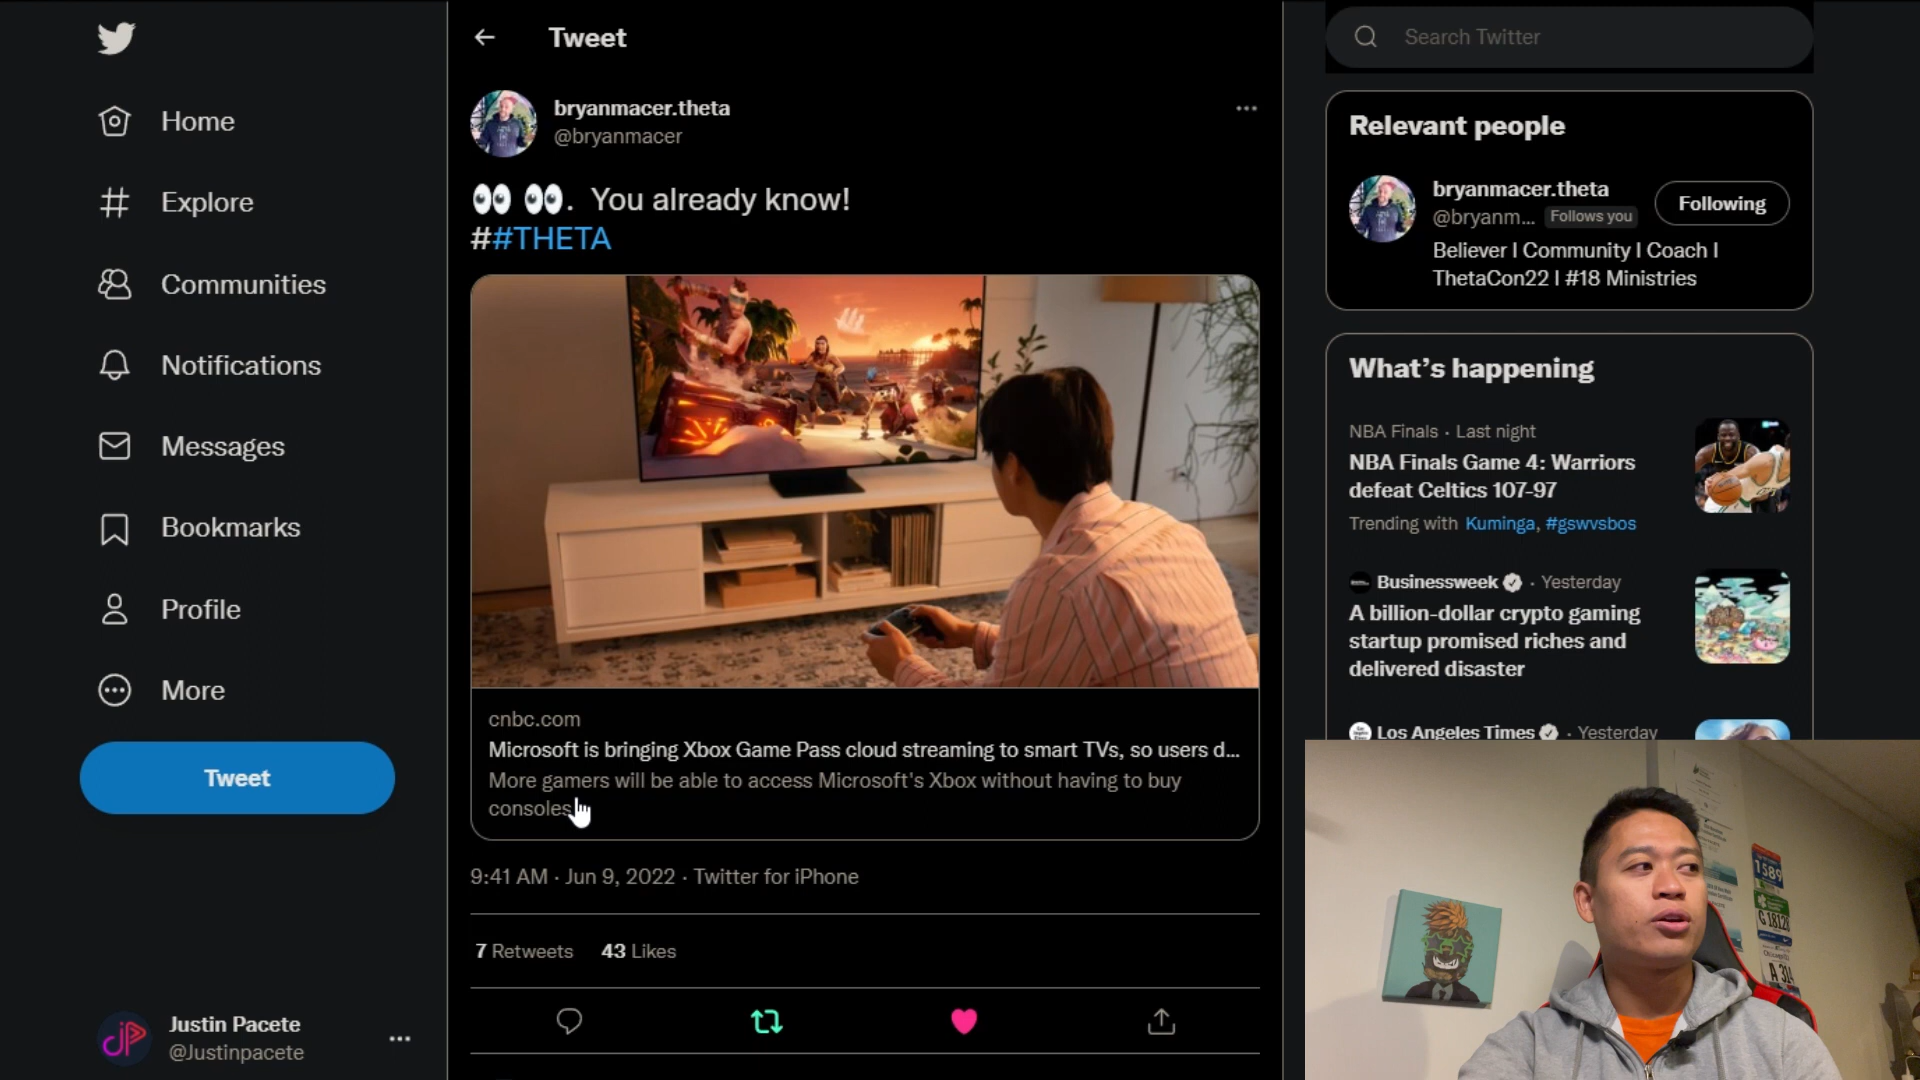 Home
Explore
Communities
Notifications
Messages
Bookmarks
Profile
More
Tweet
Justin Pacete
@Justinpacete
Tweet
bryanmacer.theta
@bryanmacer
👀 👀. You already know!
##THETA
cnbc.com
Microsoft is bringing Xbox Game Pass cloud streaming to smart TVs, so users d...
More gamers will be able to access Microsoft's Xbox without having to buy
consoles
9:41 AM · Jun 9, 2022 · Twitter for iPhone
7 Retweets 43 Likes
Search Twitter
Relevant people
bryanmacer.theta
@bryanm... Follows you
Following
Believer I Community I Coach I
ThetaCon22 I #18 Ministries
What's happening
NBA Finals · Last night
NBA Finals Game 4: Warriors
defeat Celtics 107-97
Trending with Kuminga, #gswvsbos
Businessweek · Yesterday
A billion-dollar crypto gaming
startup promised riches and
delivered disaster
Los Angeles Times · Yesterday
1589
G 18128
A 314